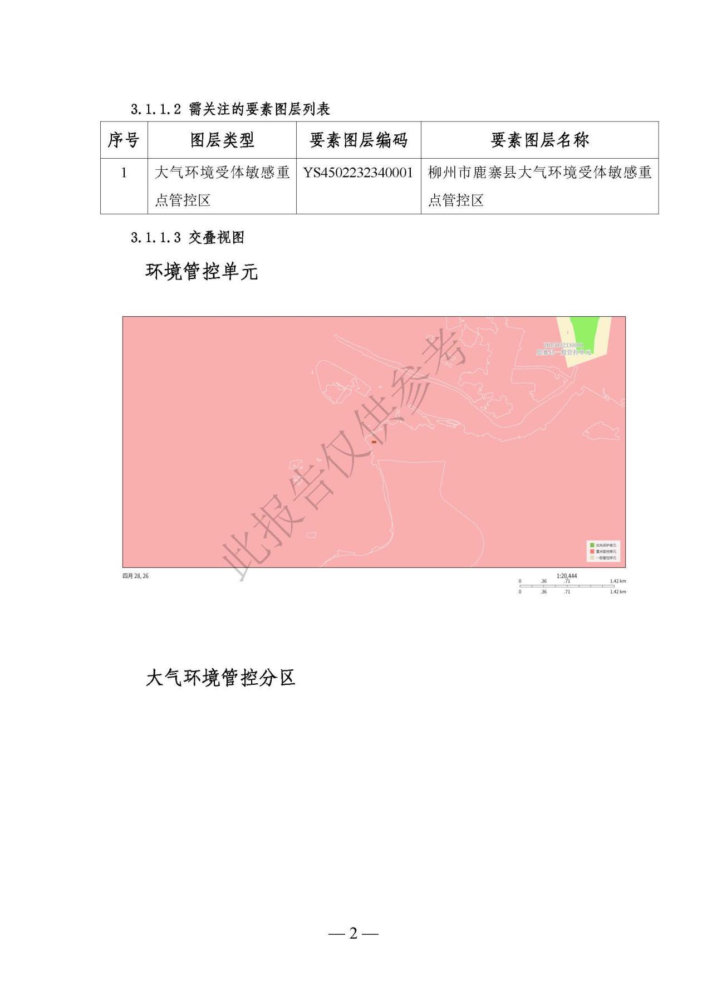 3.1.1.2 需关注的要素图层列表
序号 图层类型 要素图层编码 要素图层名称
1 大气环境受体敏感重 YS4502232340001 柳州市鹿寨县大气环境受体敏感重
点管控区 点管控区
3.1.1.3 交叠视图
环境管控单元
ZH45022330001
鹿寨县一般管控单元
此报告仅供参考
优先保护单元
重点管控单元
一般管控单元
四月 28, 26
1:20,444
0 .36 .71 1.42 km
0 .36 .71 1.42 km
大气环境管控分区
— 2 —